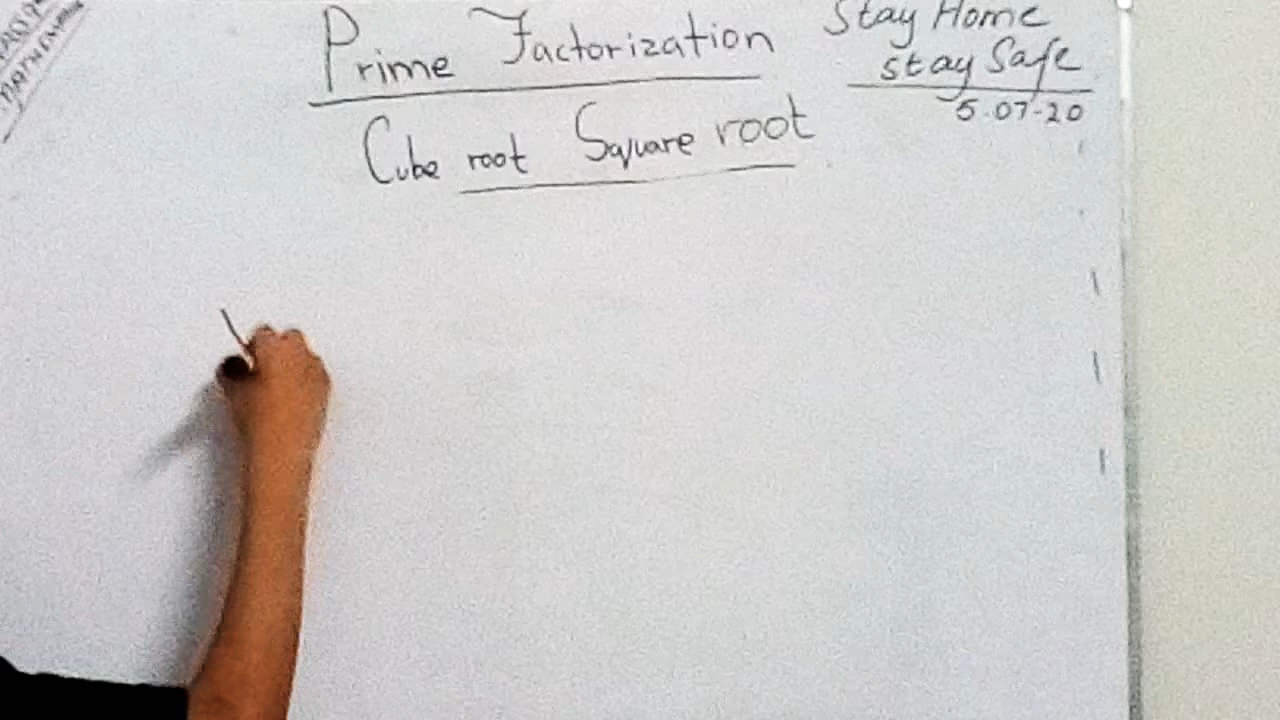 Prime Factorization
Cube root Square root
Stay Home
stay Safe
5.07-20